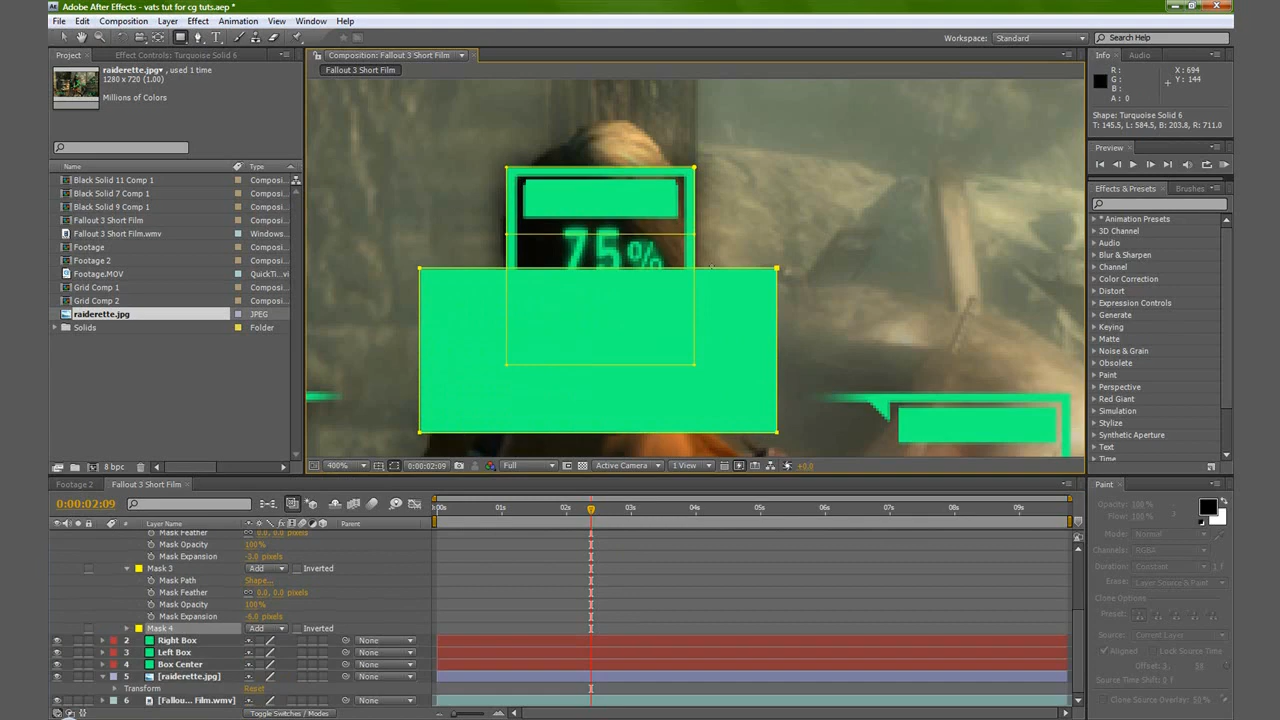 Adobe After Effects - vats tut for cg tuts.aep *
File Edit Composition Layer Effect Animation View Window Help
Workspace: Standard
Search Help
Project
Effect Controls: Turquoise Solid 6
Composition: Fallout 3 Short Film
Info
Audio
raiderette.jpg , used 1 time
1280 x 720 (1.00)
Millions of Colors
Fallout 3 Short Film
R :
G :
B :
A : 0
X : 694
Y : 144
Shape: Turquoise Solid 6
T: 145.5, L: 584.5, B: 203.8, R: 711.0
Preview
Effects & Presets
Brushes
Name Type
Black Solid 11 Comp 1 Composi...
Black Solid 7 Comp 1 Composi...
Black Solid 9 Comp 1 Composi...
Fallout 3 Short Film Composi...
Fallout 3 Short Film.wmv Windows...
Footage Composi...
Footage 2 Composi...
Footage.MOV QuickTi...vi
Grid Comp 1 Composi...
Grid Comp 2 Composi...
raiderette.jpg JPEG
Solids Folder
75%
* Animation Presets
3D Channel
Audio
Blur & Sharpen
Channel
Color Correction
Distort
Expression Controls
Generate
Keying
Matte
Noise & Grain
Obsolete
Paint
Perspective
Red Giant
Simulation
Stylize
Synthetic Aperture
Text
Time
8 bpc
400%
0:00:02:09
Full
Active Camera
1 View
+0.0
Footage 2
Fallout 3 Short Film
0:00:02:09
Layer Name
Parent
:00s 01s 02s 03s 04s 05s 06s 07s 08s 09s
Mask Feather 0.0, 0.0 pixels
Mask Opacity 100%
Mask Expansion -3.0 pixels
Mask 3 Add Inverted
Mask Path Shape...
Mask Feather 0.0, 0.0 pixels
Mask Opacity 100%
Mask Expansion -6.0 pixels
Mask 4 Add Inverted
2 Right Box None
3 Left Box None
4 Box Center None
5 [raiderette.jpg] None
Transform Reset
6 [Fallou... Film.wmv] None
Toggle Switches / Modes
Paint
Opacity: 100 %
Flow: 100 %
Mode: Normal
Channels: RGBA
Duration: Constant 1 f
Erase: Layer Source & Paint
Clone Options
Preset:
Source: Current Layer
Aligned Lock Source Time
Offset:
Source Time Shift: 0 f
Clone Source Overlay: 50 %